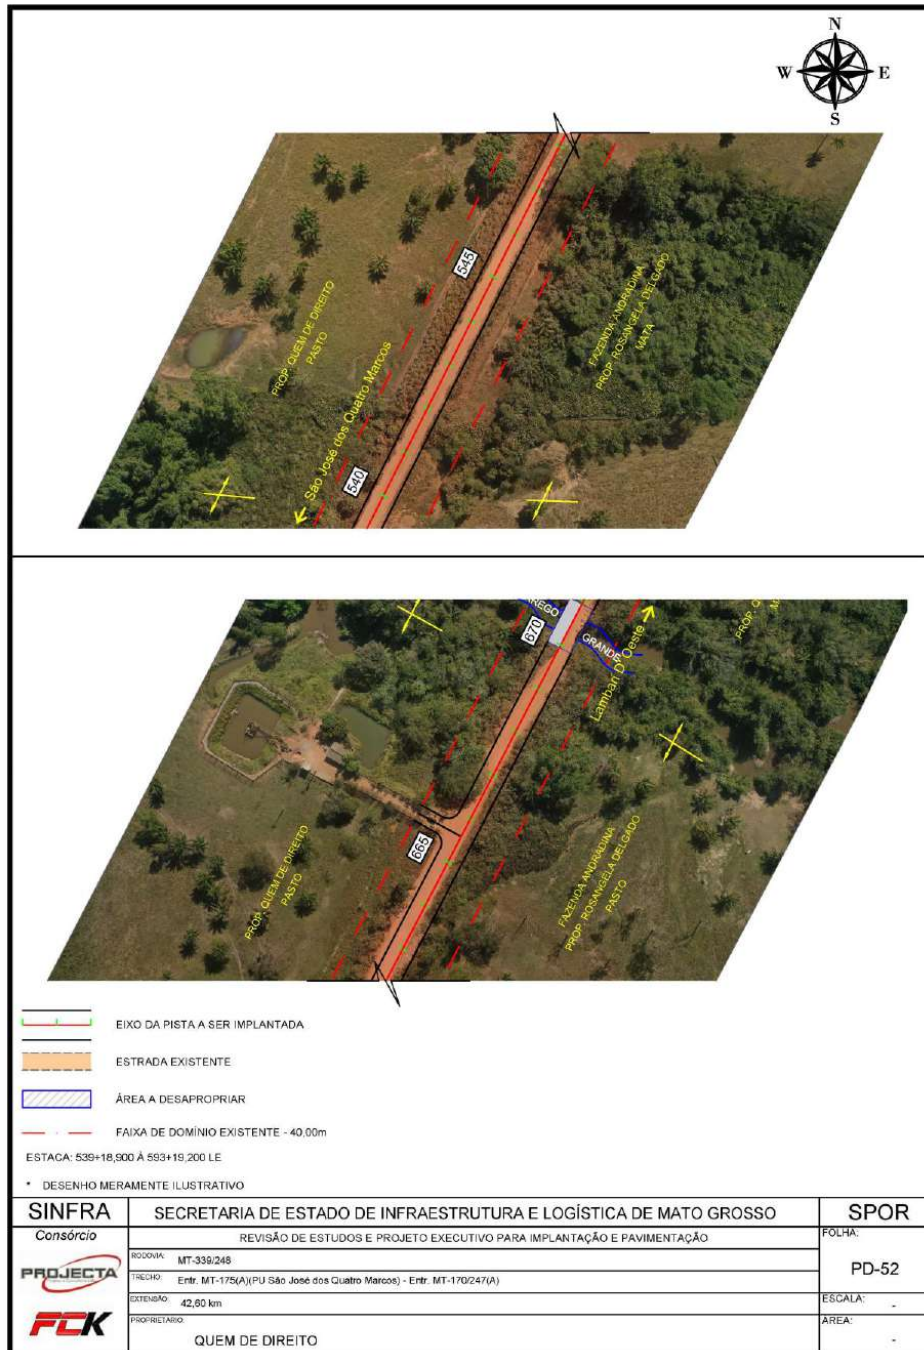 N
W E
S
545
FAZENDA ANDRADINA
PROP. ROSANGELA DELGADO
MATA
PROP. QUEM DE DIREITO
PASTO
São José dos Quatro Marcos
540
GRANDE
670
Lambari D'Oeste
665
PROP. QUEM DE DIREITO
PASTO
FAZENDA ANDRADINA
PROP. ROSANGELA DELGADO
PASTO
EIXO DA PISTA A SER IMPLANTADA
ESTRADA EXISTENTE
ÁREA A DESAPROPRIAR
FAIXA DE DOMÍNIO EXISTENTE - 40,00m
ESTACA: 539+18,900 À 593+19,200 LE
* DESENHO MERAMENTE ILUSTRATIVO
SINFRA
SECRETARIA DE ESTADO DE INFRAESTRUTURA E LOGÍSTICA DE MATO GROSSO
SPOR
Consórcio
REVISÃO DE ESTUDOS E PROJETO EXECUTIVO PARA IMPLANTAÇÃO E PAVIMENTAÇÃO
FOLHA:
PD-52
PROJECTA
RODOVIA: MT-339/248
TRECHO: Entr. MT-175(A)(PU São José dos Quatro Marcos) - Entr. MT-170/247(A)
EXTENSÃO: 42,60 km
ESCALA: -
FCK
PROPRIETÁRIO:
QUEM DE DIREITO
ÁREA:
-